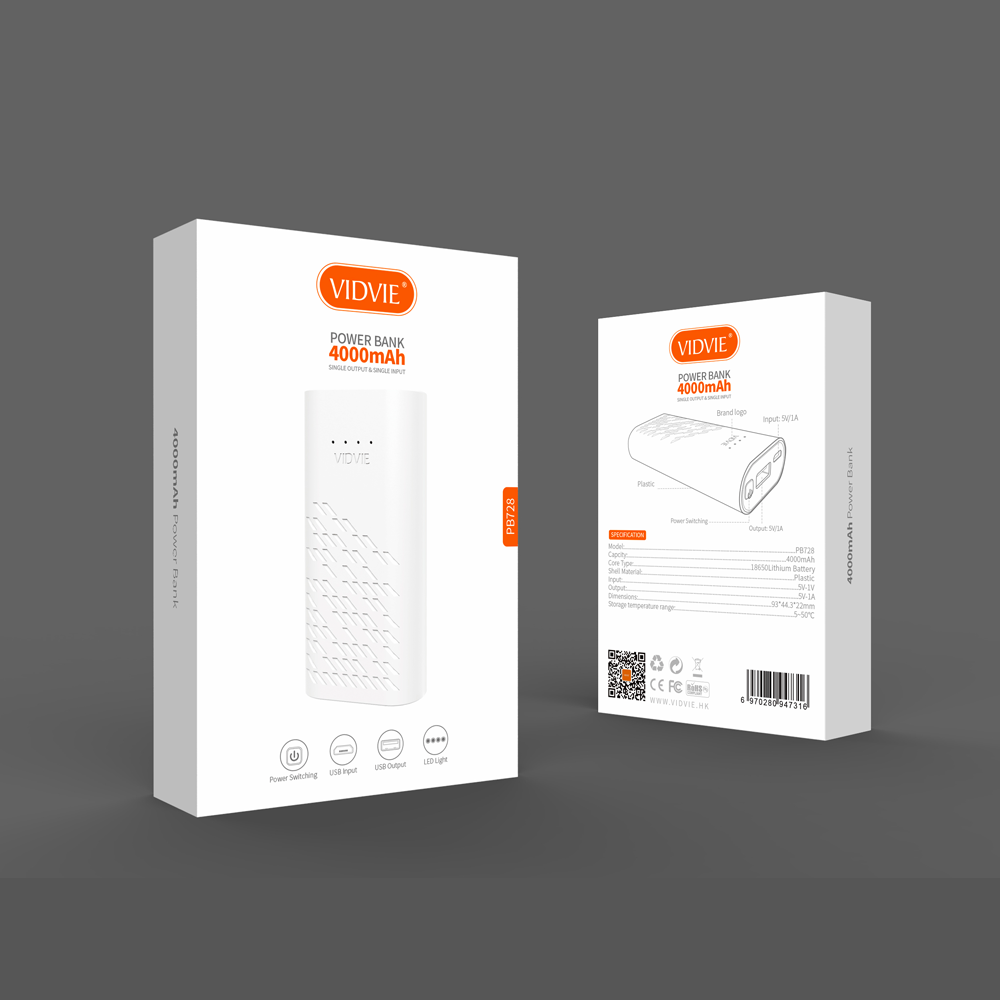 VIDVIE®
POWER BANK
4000mAh
SINGLE OUTPUT & SINGLE INPUT
VIDVIE
PB728
4000mAh Power Bank
Power Switching
USB Input
USB Output
LED Light
VIDVIE®
POWER BANK
4000mAh
SINGLE OUTPUT & SINGLE INPUT
Brand logo
Input: 5V/1A
VIDVIE
Plastic
Power Switching
Output: 5V/1A
SPECIFICATION
Model: PB728
Capcity: 4000mAh
Core Type: 18650Lithium Battery
Shell Material: Plastic
Input: 5V-1V
Output: 5V-1A
Dimensions: 93*44.3*22mm
Storage temperature range: 5~50℃
CE FC
WWW.VIDVIE.HK
6 970280 947316
4000mAh Power Bank